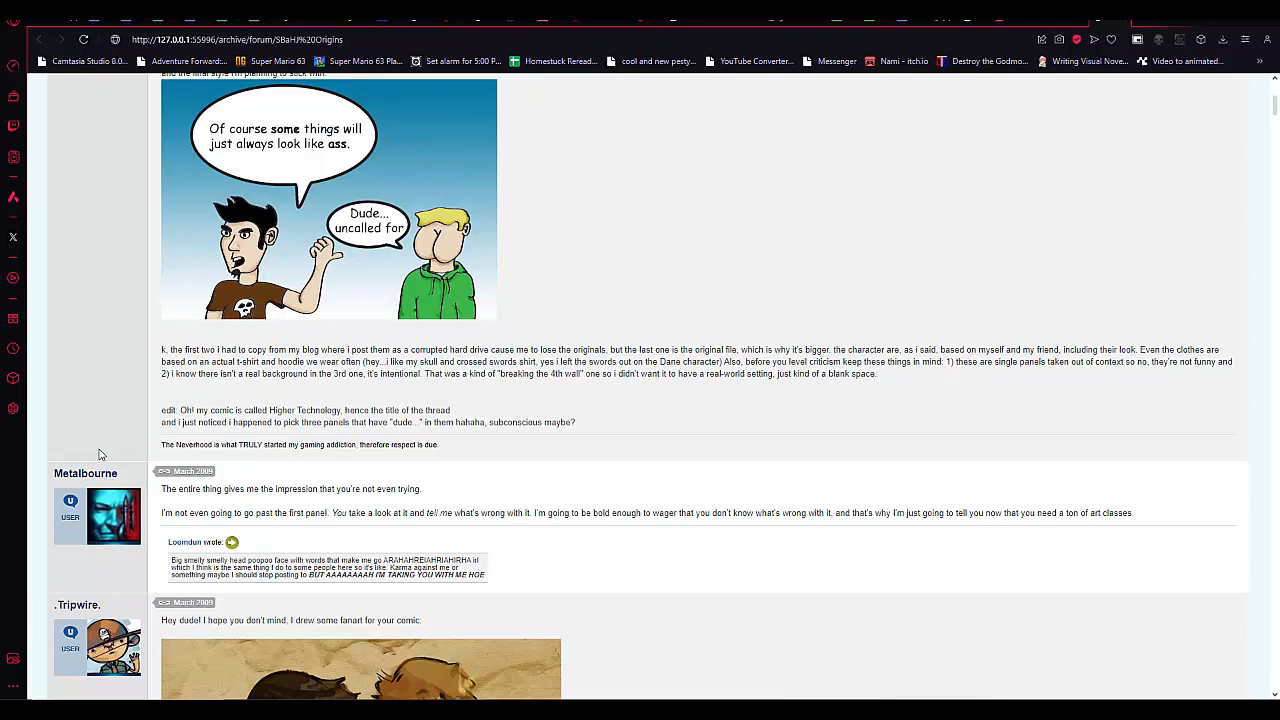 http://127.0.0.1:55996/archive/forum/SBaHJ%20Origins
Camtasia Studio 8.0...
Adventure Forward:...
Super Mario 63
Super Mario 63 Pla...
Set alarm for 5:00 P...
Homestuck Reread...
cool and new pesty...
YouTube Converter...
Messenger
Nami - itch.io
Destroy the Godmo...
Writing Visual Nove...
Video to animated...
and the final style i'm planning to stick with:
Of course some things will
just always look like ass.
Dude...
uncalled for
k, the first two i had to copy from my blog where i post them as a corrupted hard drive cause me to lose the originals, but the last one is the original file, which is why it's bigger. the character are, as i said, based on myself and my friend, including their look. Even the clothes are
based on an actual t-shirt and hoodie we wear often (hey...i like my skull and crossed swords shirt, yes i left the swords out on the Dane character) Also, before you level criticism keep these things in mind: 1) these are single panels taken out of context so no, they're not funny and
2) i know there isn't a real background in the 3rd one, it's intentional. That was a kind of "breaking the 4th wall" one so i didn't want it to have a real-world setting, just kind of a blank space.
edit: Oh! my comic is called Higher Technology, hence the title of the thread
and i just noticed i happened to pick three panels that have "dude..." in them hahaha, subconscious maybe?
The Neverhood is what TRULY started my gaming addiction, therefore respect is due.
Metalbourne
March 2009
USER
The entire thing gives me the impression that you're not even trying.
I'm not even going to go past the first panel. You take a look at it and tell me what's wrong with it. I'm going to be bold enough to wager that you don't know what's wrong with it, and that's why I'm just going to tell you now that you need a ton of art classes.
Loomdun wrote:
Big smelly smelly head poopoo face with words that make me go ARAHAHREIAHRIAHIRHA irl
which I think is the same thing I do to some people here so it's like. Karma against me or
something maybe I should stop posting to BUT AAAAAAAAH I'M TAKING YOU WITH ME HOE
.Tripwire.
March 2009
USER
Hey dude! I hope you don't mind, I drew some fanart for your comic: